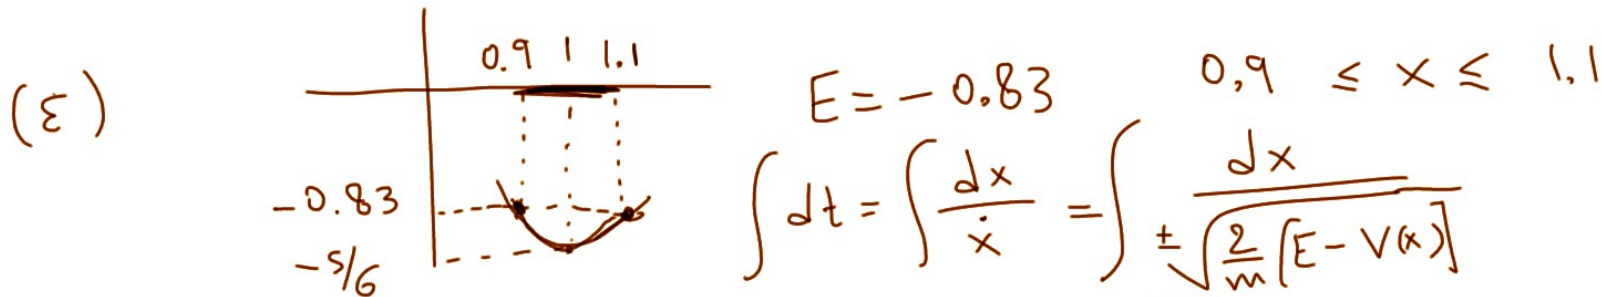 (ε)
0.9 1 1.1
-0.83
-5/6
E = -0.83 0,9 ≤ x ≤ 1,1
∫ dt = ∫ dx/ẋ = ∫ dx / ±√(2/m [E - V(x)])